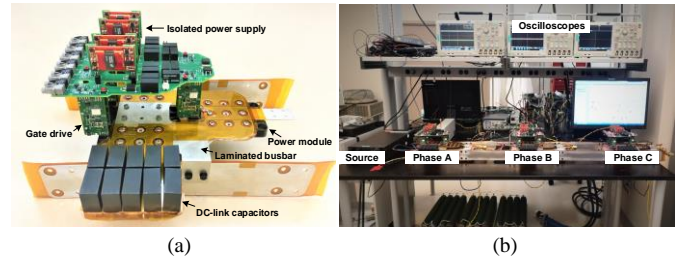 Isolated power supply
Gate drive
Power module
Laminated busbar
DC-link capacitors
(a)
Oscilloscopes
Source
Phase A
Phase B
Phase C
(b)